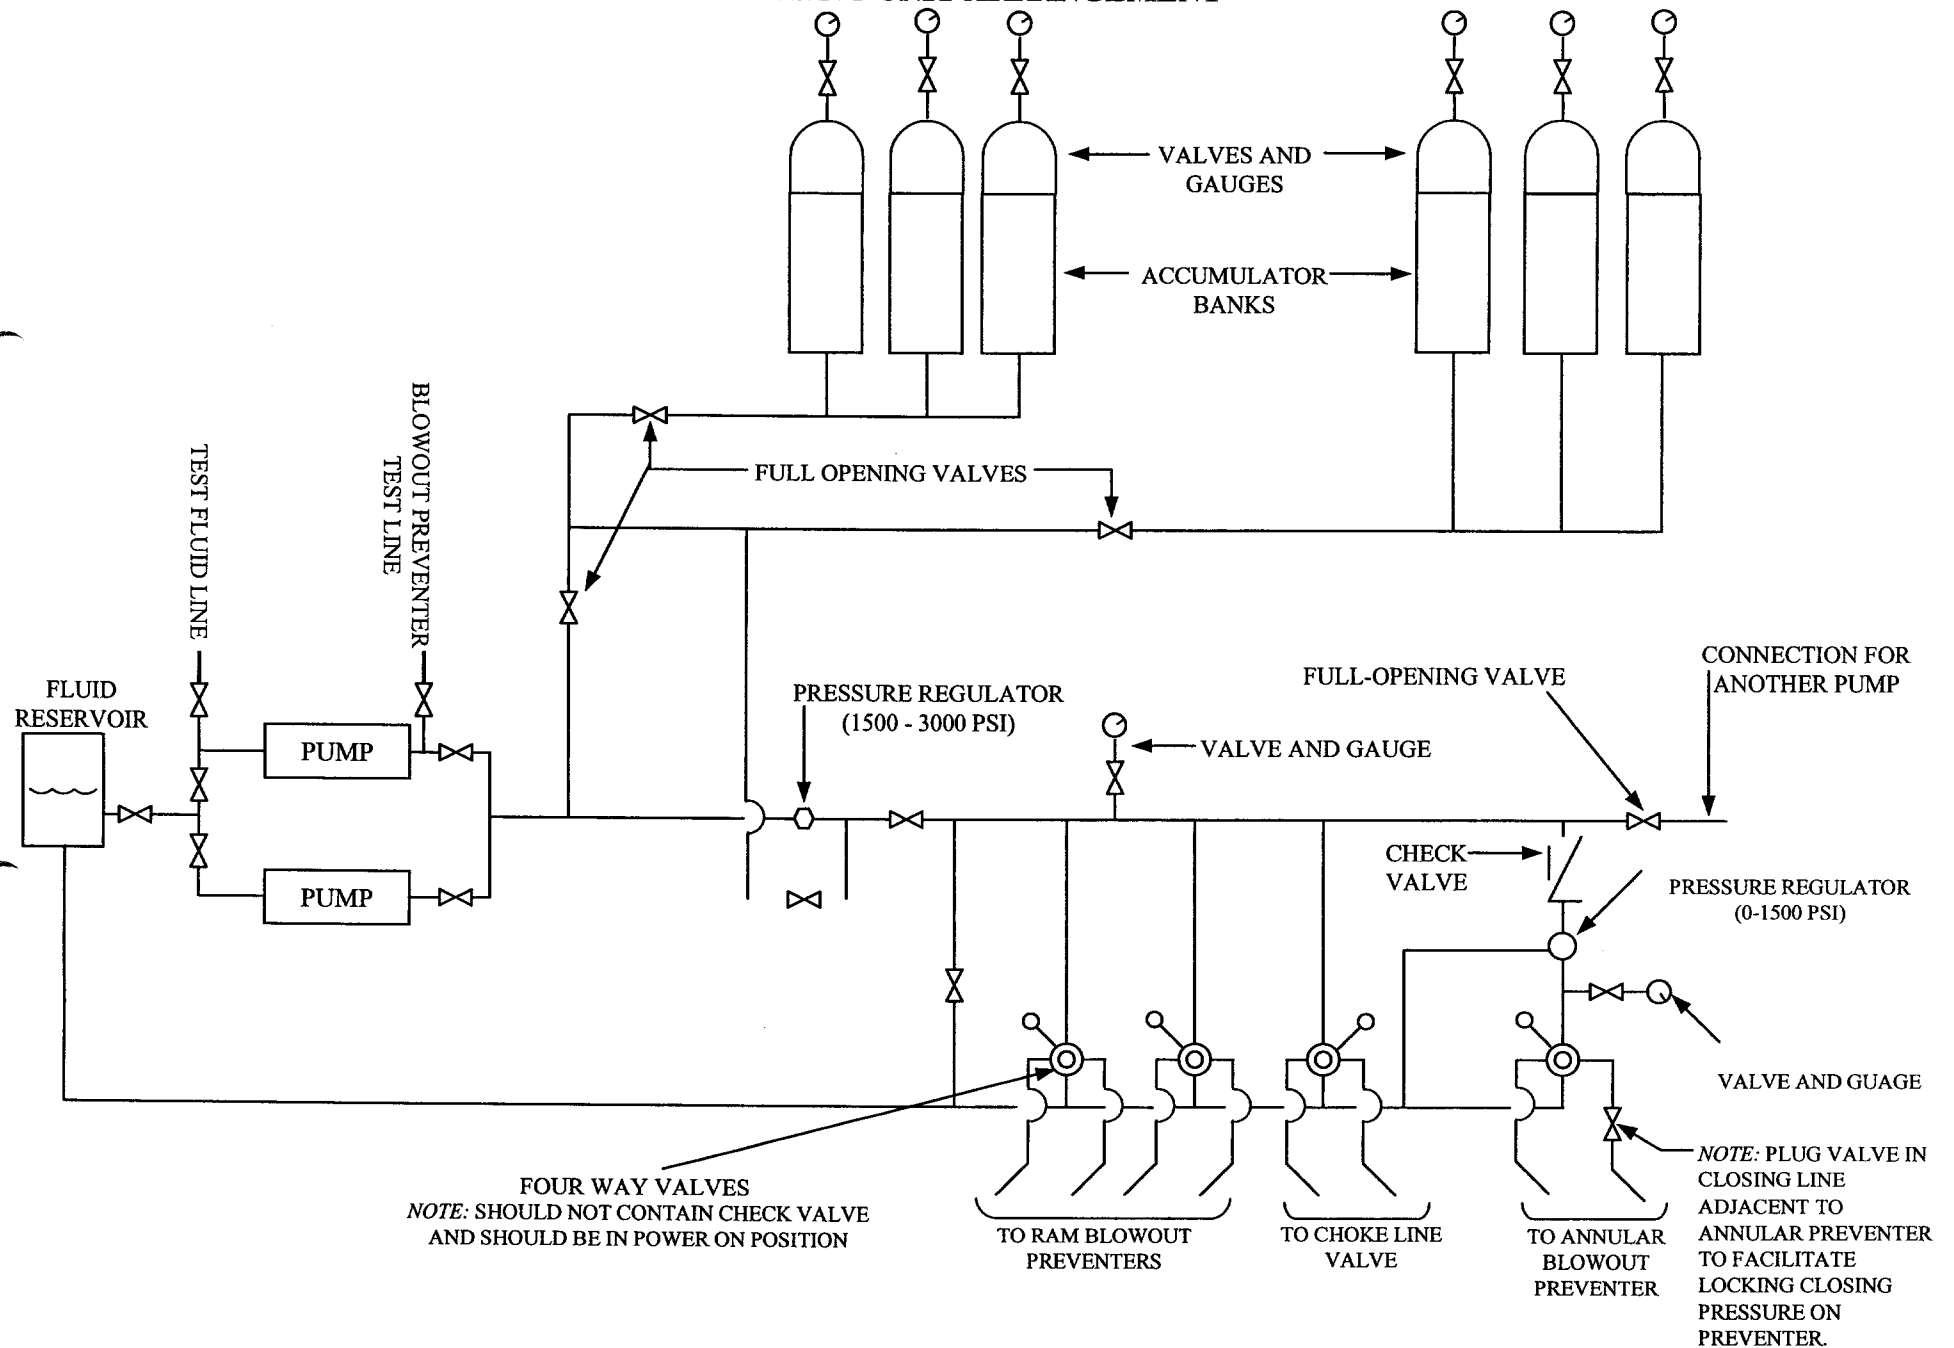 VALVES AND
GAUGES
ACCUMULATOR
BANKS
FULL OPENING VALVES
TEST FLUID LINE
BLOWOUT PREVENTER
TEST LINE
FLUID
RESERVOIR
PUMP
PUMP
PRESSURE REGULATOR
(1500 - 3000 PSI)
VALVE AND GAUGE
FULL-OPENING VALVE
CONNECTION FOR
ANOTHER PUMP
CHECK
VALVE
PRESSURE REGULATOR
(0-1500 PSI)
VALVE AND GUAGE
FOUR WAY VALVES
NOTE: SHOULD NOT CONTAIN CHECK VALVE
AND SHOULD BE IN POWER ON POSITION
TO RAM BLOWOUT
PREVENTERS
TO CHOKE LINE
VALVE
TO ANNULAR
BLOWOUT
PREVENTER
NOTE: PLUG VALVE IN
CLOSING LINE
ADJACENT TO
ANNULAR PREVENTER
TO FACILITATE
LOCKING CLOSING
PRESSURE ON
PREVENTER.